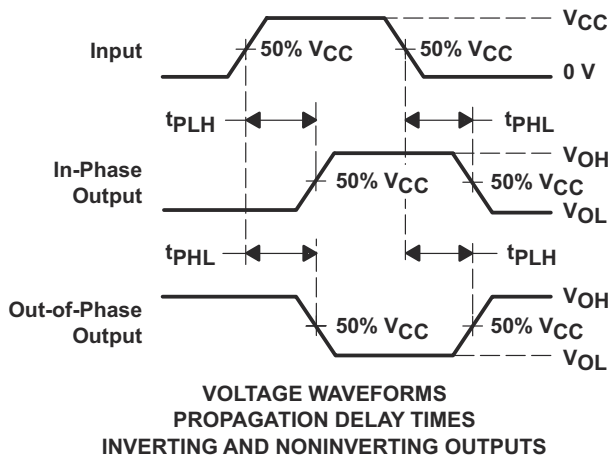 VCC
Input
50% VCC
50% VCC
0 V
tPLH
tPHL
VOH
In-Phase
Output
50% VCC
50% VCC
VOL
tPHL
tPLH
VOH
Out-of-Phase
Output
50% VCC
50% VCC
VOL
VOLTAGE WAVEFORMS
PROPAGATION DELAY TIMES
INVERTING AND NONINVERTING OUTPUTS